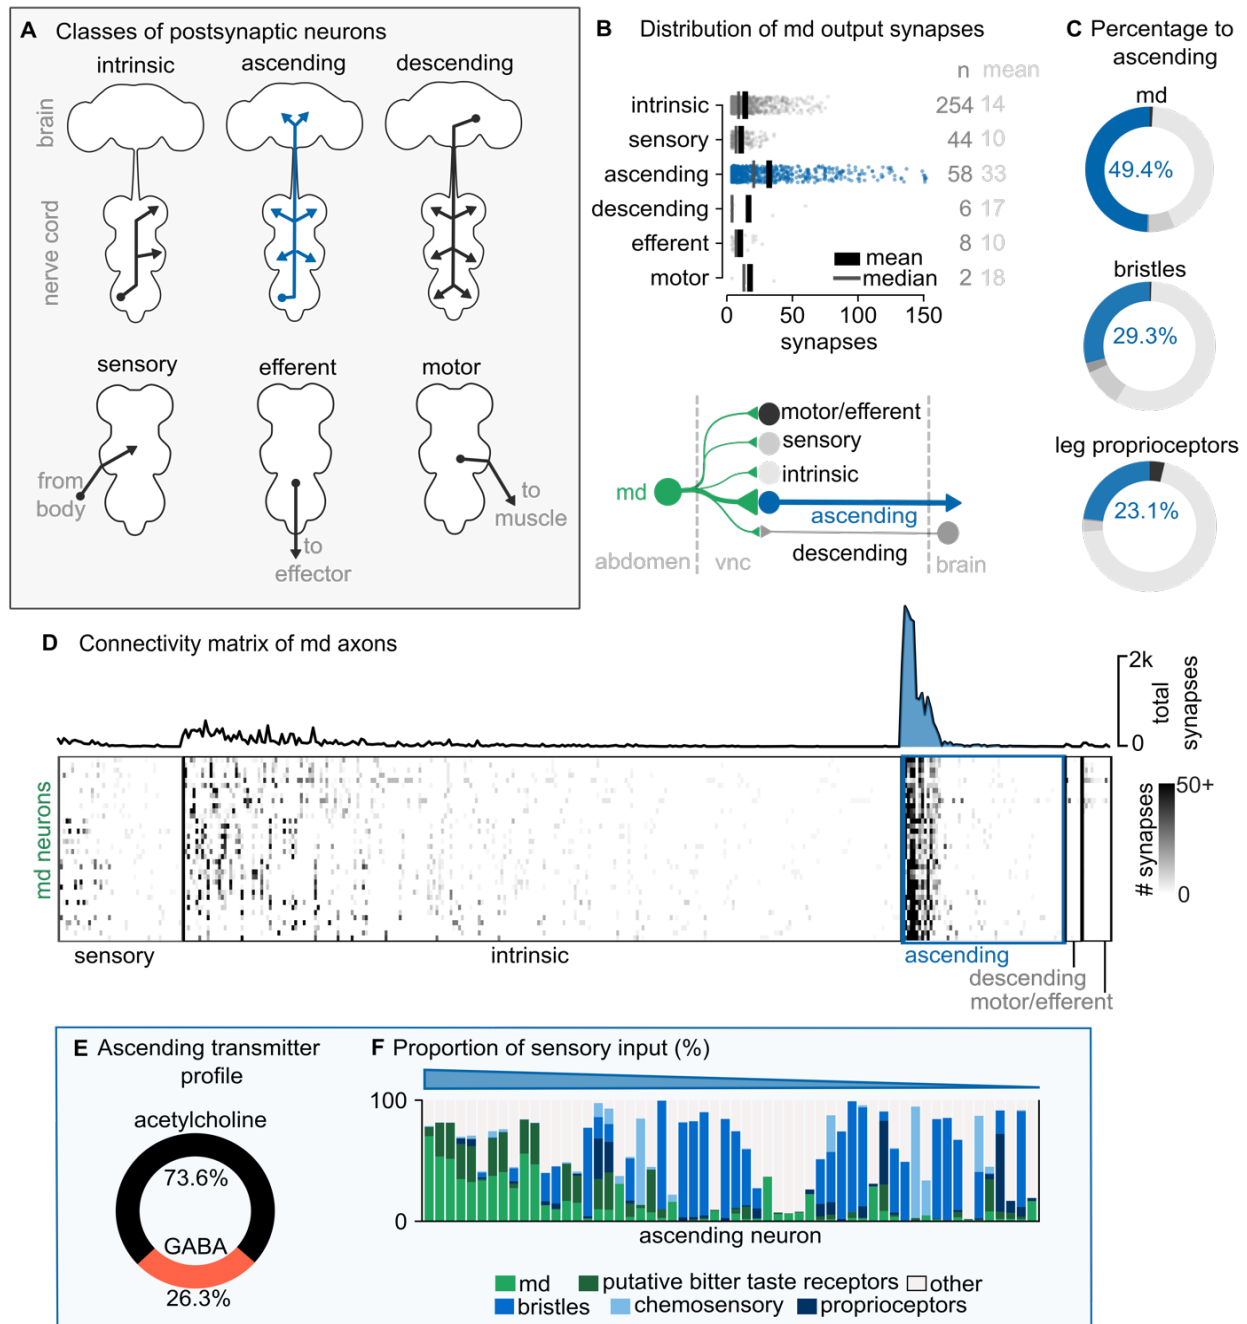 A Classes of postsynaptic neurons
intrinsic
ascending
descending
brain
nerve cord
sensory
efferent
motor
from
body
to
effector
to
muscle
B Distribution of md output synapses
n mean
intrinsic 254 14
sensory 44 10
ascending 58 33
descending 6 17
efferent 8 10
motor 2 18
mean
median
0 50 100 150
synapses
motor/efferent
sensory
intrinsic
md
ascending
descending
abdomen vnc brain
C Percentage to
ascending
md
49.4%
bristles
29.3%
leg proprioceptors
23.1%
D Connectivity matrix of md axons
2k
0
total
synapses
md neurons
# synapses
50+
0
sensory
intrinsic
ascending
descending
motor/efferent
E Ascending transmitter
profile
acetylcholine
73.6%
GABA
26.3%
F Proportion of sensory input (%)
100
0
ascending neuron
md putative bitter taste receptors other
bristles chemosensory proprioceptors